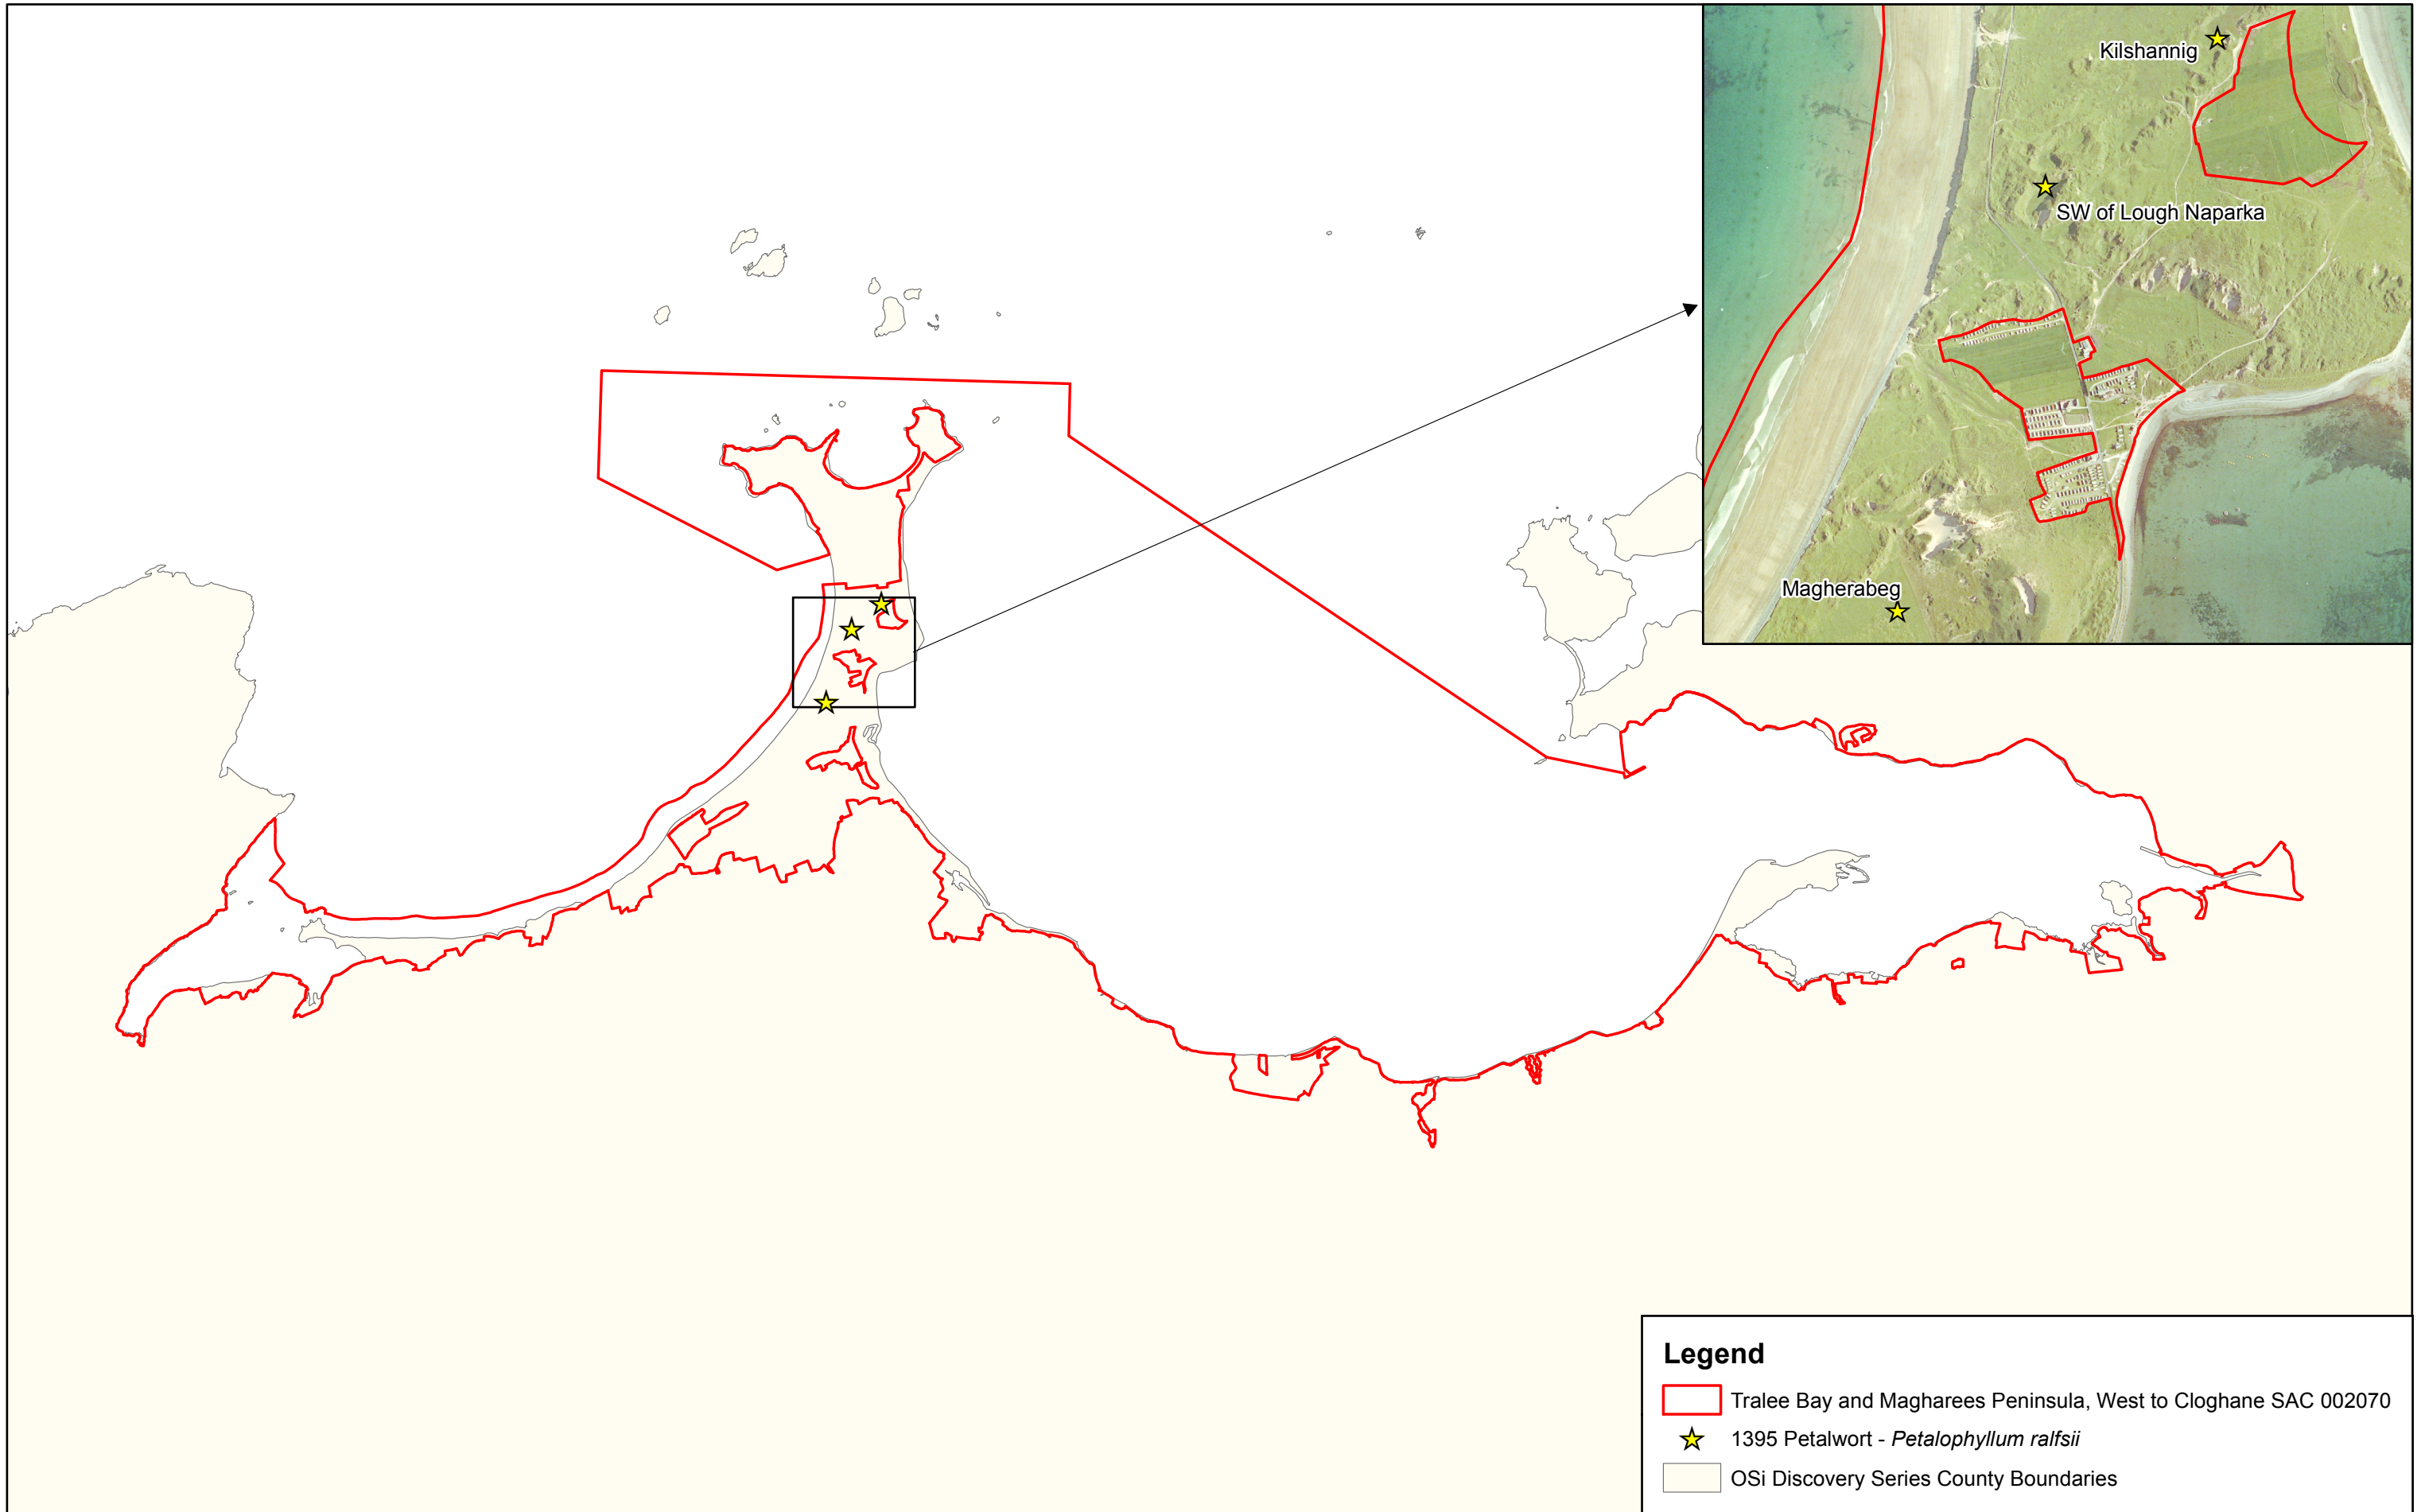 Kilshannig
SW of Lough Naparka
Magherabeg
Legend
Tralee Bay and Magharees Peninsula, West to Cloghane SAC 002070
1395 Petalwort - Petalophyllum ralfsii
OSi Discovery Series County Boundaries